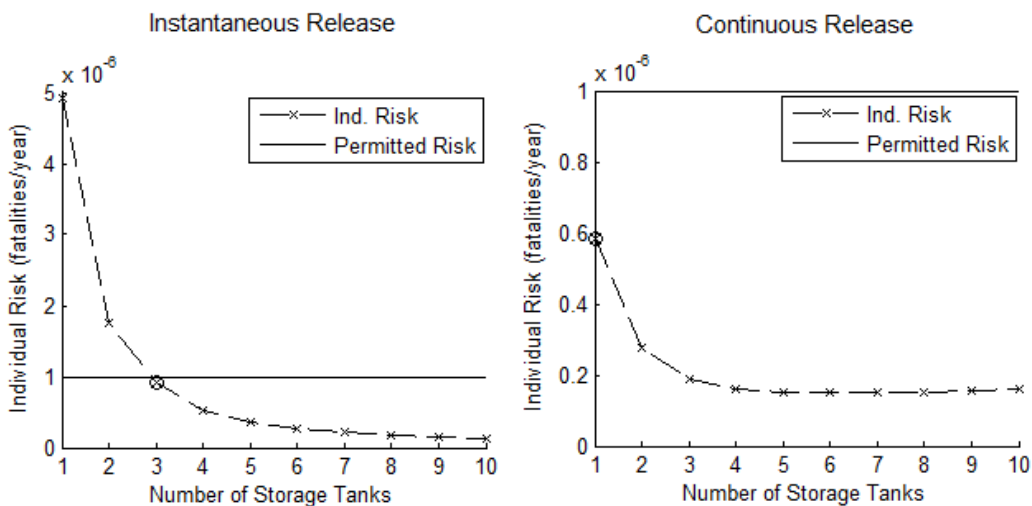 Instantaneous Release
x 10^-6
5
4
3
2
1
0
Individual Risk (fatalities/year)
Ind. Risk
Permitted Risk
1 2 3 4 5 6 7 8 9 10
Number of Storage Tanks
Continuous Release
x 10^-6
1
0.8
0.6
0.4
0.2
0
Individual Risk (fatalities/year)
Ind. Risk
Permitted Risk
1 2 3 4 5 6 7 8 9 10
Number of Storage Tanks